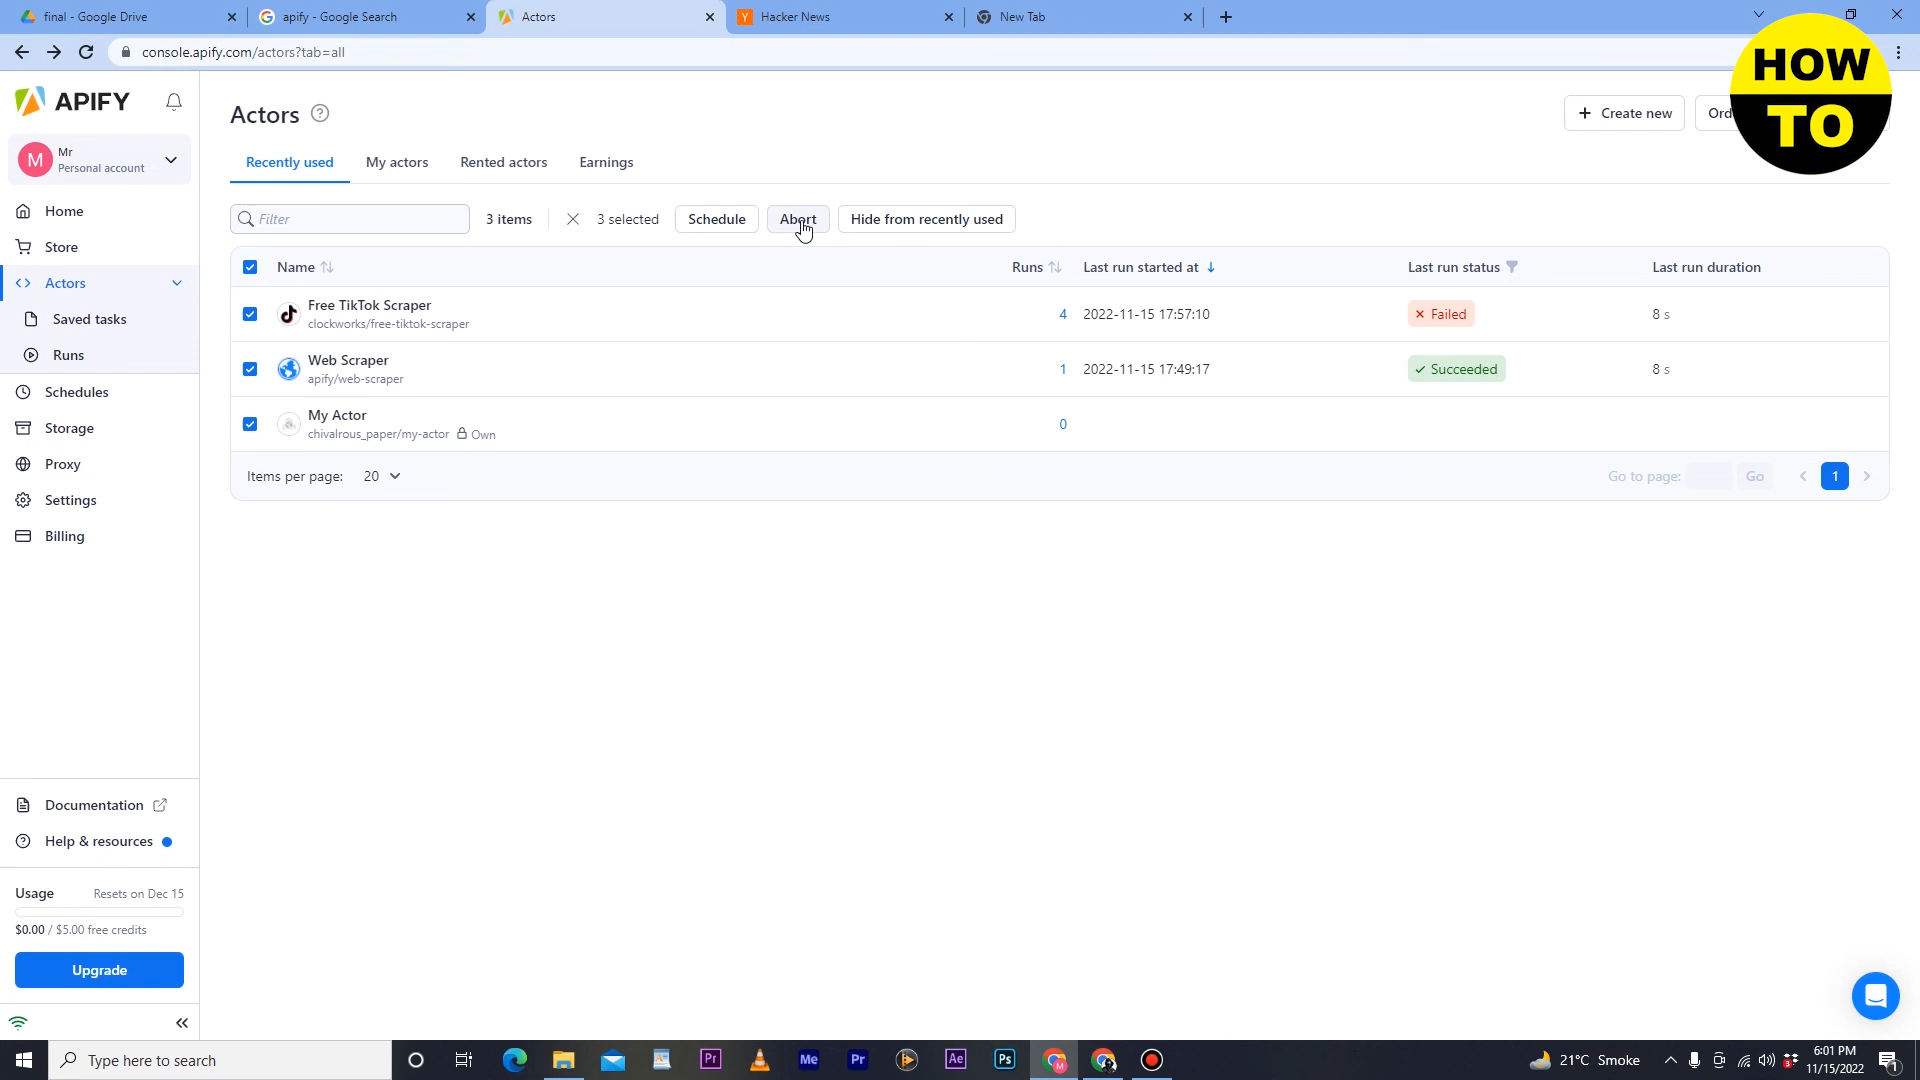 final - Google Drive
apify - Google Search
Actors
Hacker News
New Tab
console.apify.com/actors?tab=all
HOW
TO
APIFY
M
Mr
Personal account
Home
Store
Actors
Saved tasks
Runs
Schedules
Storage
Proxy
Settings
Billing
Documentation
Help & resources
Usage
Resets on Dec 15
$0.00 / $5.00 free credits
Upgrade
Actors
Create new
Ord
Recently used
My actors
Rented actors
Earnings
Filter
3 items
3 selected
Schedule
Abort
Hide from recently used
Name
Runs
Last run started at
Last run status
Last run duration
Free TikTok Scraper
clockworks/free-tiktok-scraper
4
2022-11-15 17:57:10
Failed
8 s
Web Scraper
apify/web-scraper
1
2022-11-15 17:49:17
Succeeded
8 s
My Actor
chivalrous_paper/my-actor
Own
0
Items per page:
20
Go to page:
Go
1
Type here to search
Pr
Me
Pr
Ae
Ps
M
21°C Smoke
3
6:01 PM
11/15/2022
1